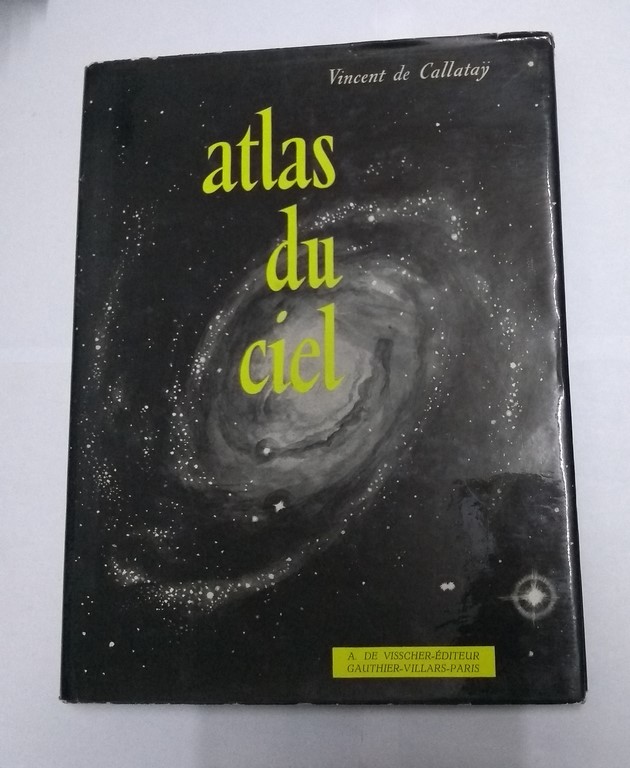 Vincent de Callataÿ
atlas
du
ciel
A. DE VISSCHER-ÉDITEUR
GAUTHIER-VILLARS-PARIS